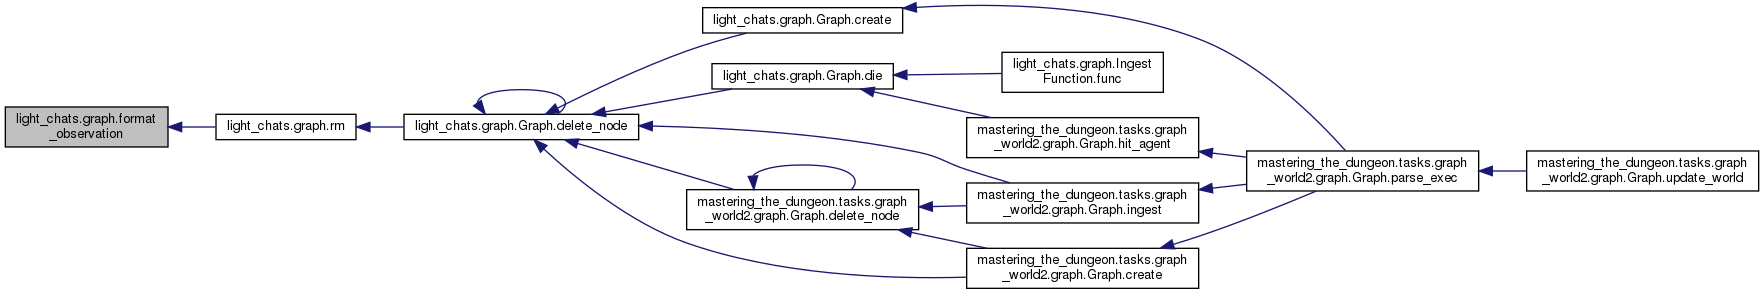 light_chats.graph.format
_observation
light_chats.graph.rm
light_chats.graph.Graph.delete_node
light_chats.graph.Graph.create
light_chats.graph.Graph.die
light_chats.graph.Ingest
Function.func
mastering_the_dungeon.tasks.graph
_world2.graph.Graph.hit_agent
mastering_the_dungeon.tasks.graph
_world2.graph.Graph.delete_node
mastering_the_dungeon.tasks.graph
_world2.graph.Graph.ingest
mastering_the_dungeon.tasks.graph
_world2.graph.Graph.create
mastering_the_dungeon.tasks.graph
_world2.graph.Graph.parse_exec
mastering_the_dungeon.tasks.graph
_world2.graph.Graph.update_world